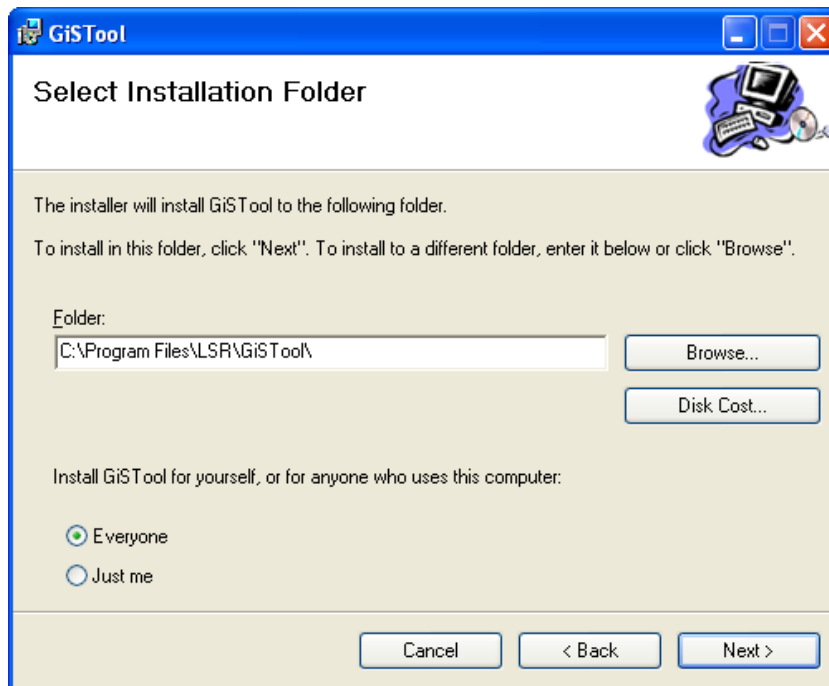 GiSTool
Select Installation Folder
The installer will install GiSTool to the following folder.
To install in this folder, click "Next". To install to a different folder, enter it below or click "Browse".
Folder:
C:\Program Files\LSR\GiSTool\
Browse...
Disk Cost...
Install GiSTool for yourself, or for anyone who uses this computer:
Everyone
Just me
Cancel
< Back
Next >